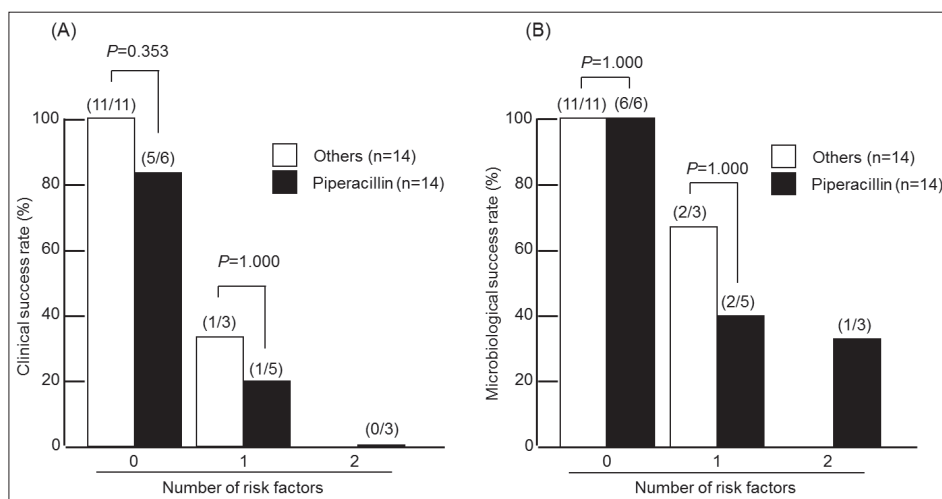 (A)
P=0.353
(11/11)
(5/6)
Others (n=14)
Piperacillin (n=14)
P=1.000
(1/3)
(1/5)
(0/3)
100
80
60
40
20
0
Clinical success rate (%)
0 1 2
Number of risk factors
(B)
P=1.000
(11/11) (6/6)
Others (n=14)
Piperacillin (n=14)
P=1.000
(2/3)
(2/5)
(1/3)
100
80
60
40
20
0
Microbiological success rate (%)
0 1 2
Number of risk factors